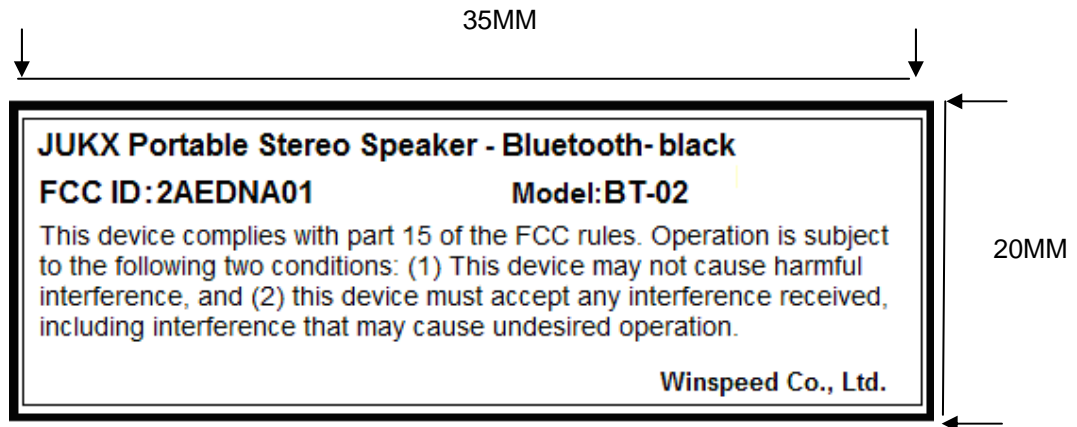 35MM
JUKX Portable Stereo Speaker - Bluetooth- black
FCC ID:2AEDNA01 Model:BT-02
This device complies with part 15 of the FCC rules. Operation is subject
to the following two conditions: (1) This device may not cause harmful
interference, and (2) this device must accept any interference received,
including interference that may cause undesired operation.
20MM
Winspeed Co., Ltd.